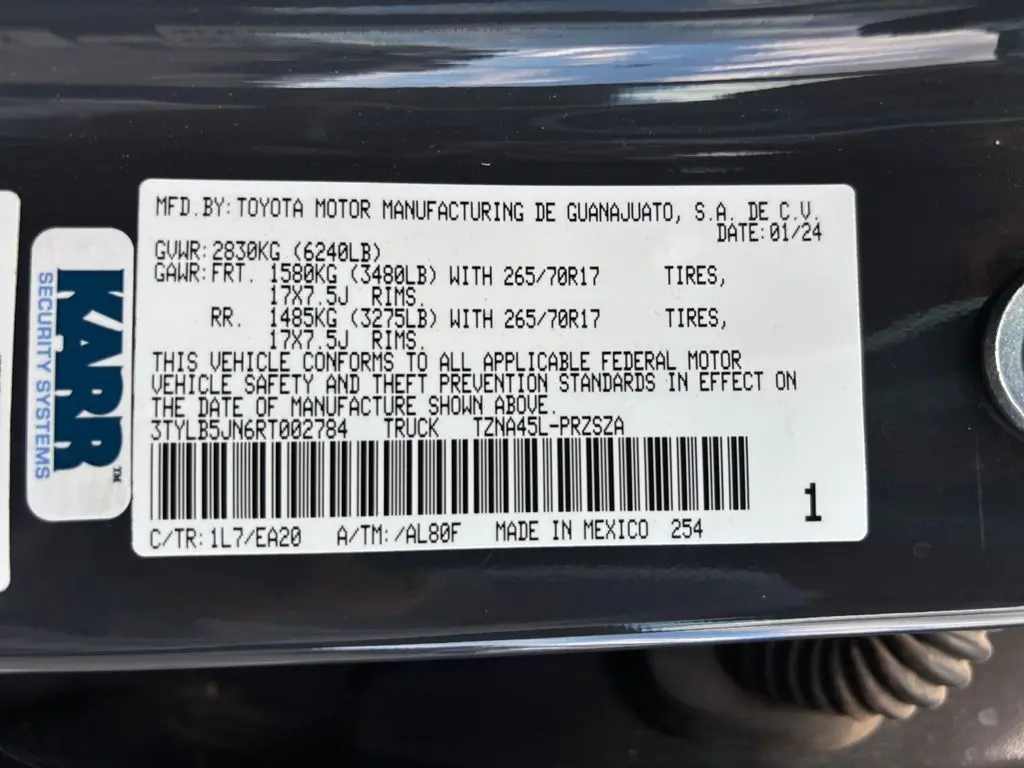 MFD.BY:TOYOTA MOTOR MANUFACTURING DE GUANAJUATO, S.A. DE C.V.
DATE:01/24
GVWR:2830KG (6240LB)
GAWR:FRT. 1580KG (3480LB) WITH 265/70R17 TIRES,
17X7.5J RIMS.
RR. 1485KG (3275LB) WITH 265/70R17 TIRES,
17X7.5J RIMS.
THIS VEHICLE CONFORMS TO ALL APPLICABLE FEDERAL MOTOR
VEHICLE SAFETY AND THEFT PREVENTION STANDARDS IN EFFECT ON
THE DATE OF MANUFACTURE SHOWN ABOVE.
3TYLB5JN6RT002784 TRUCK TZNA45L-PRZSZA
1
C/TR:1L7/EA20 A/TM:/AL80F MADE IN MEXICO 254
KARR™
SECURITY SYSTEMS